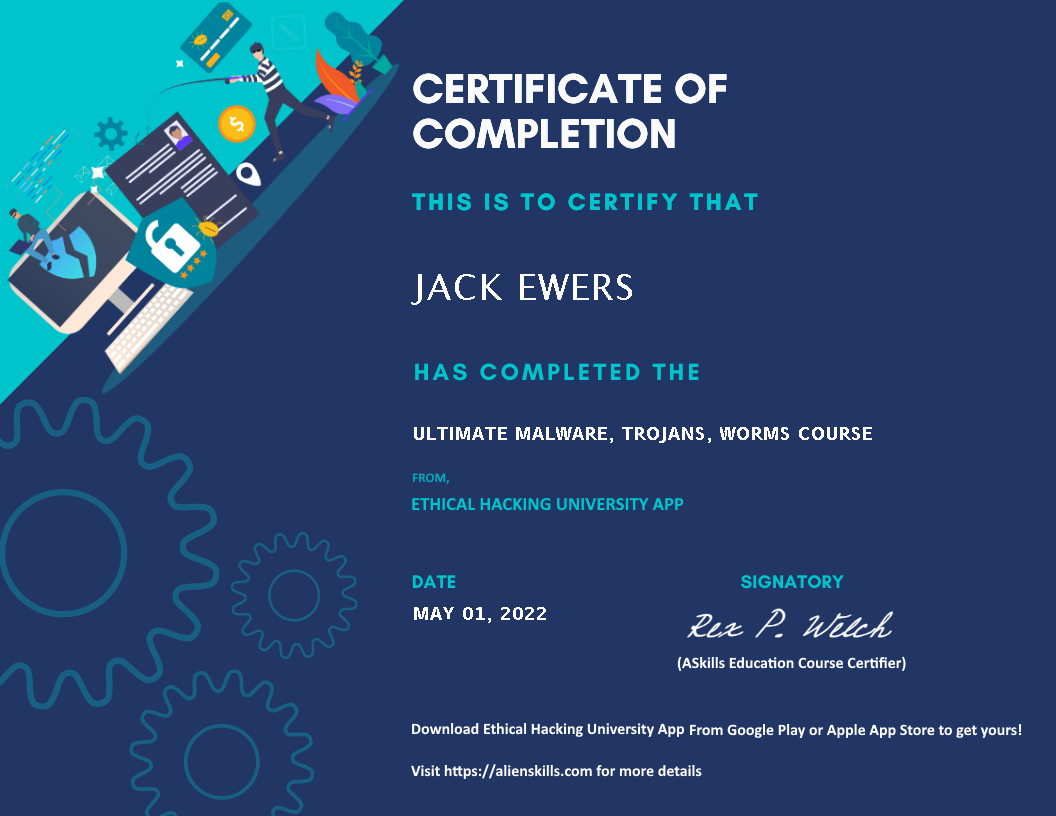 CERTIFICATE OF
COMPLETION
THIS IS TO CERTIFY THAT
JACK EWERS
HAS COMPLETED THE
ULTIMATE MALWARE, TROJANS, WORMS COURSE
FROM,
ETHICAL HACKING UNIVERSITY APP
DATE
SIGNATORY
MAY 01, 2022
Rex P. Welch
(ASkills Education Course Certifier)
Download Ethical Hacking University App From Google Play or Apple App Store to get yours!
Visit https://alienskills.com for more details